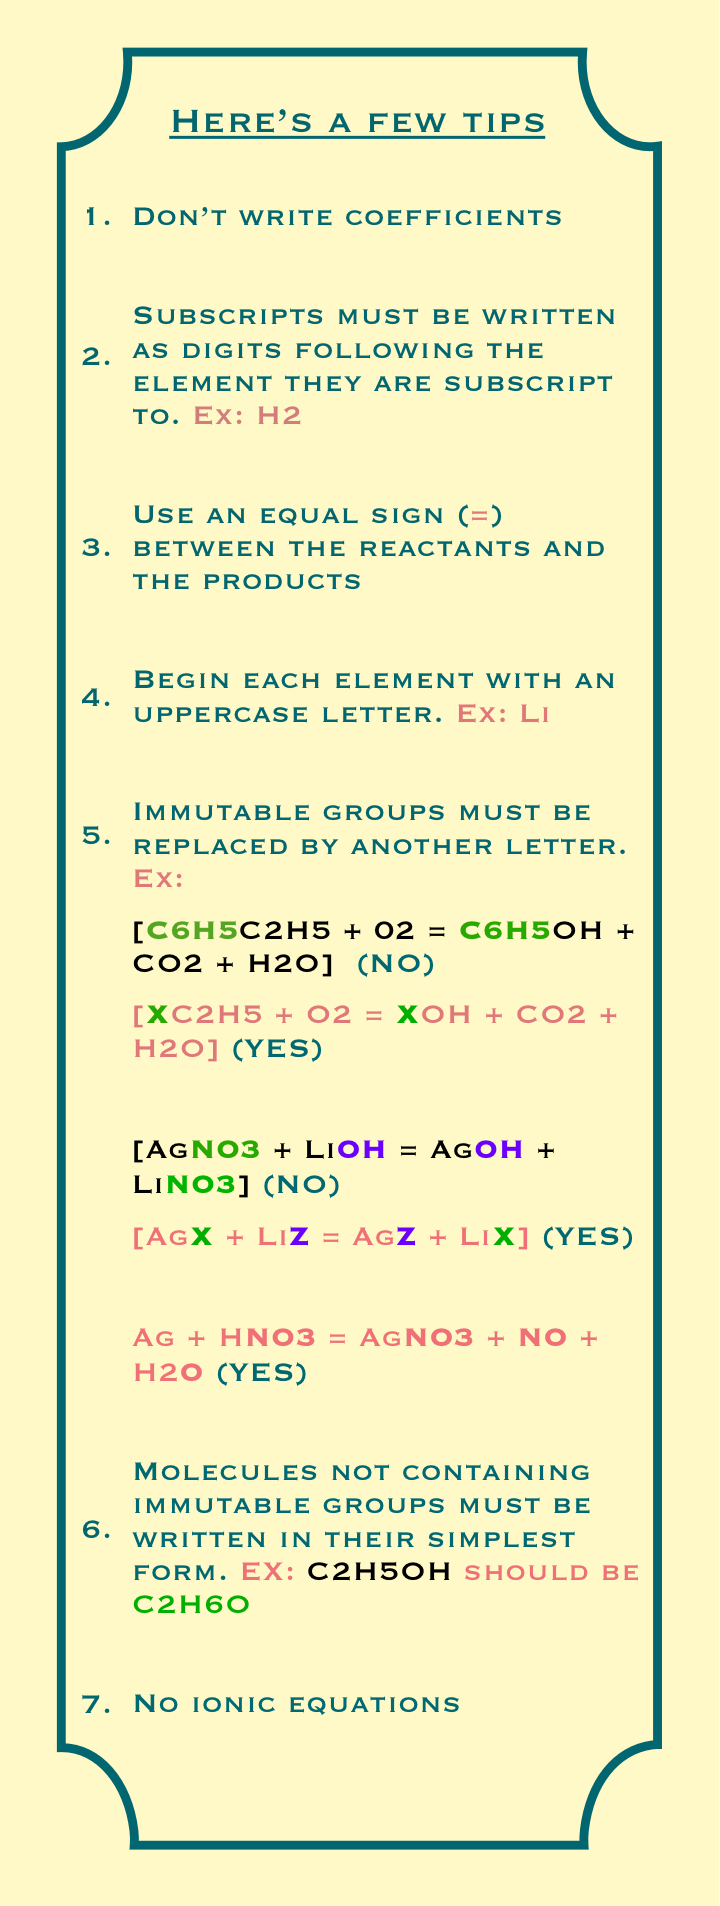 Here's a few tips
1. Don't write coefficients
Subscripts must be written
2. as digits following the
element they are subscript
to. Ex: H2
Use an equal sign (=)
3. between the reactants and
the products
Begin each element with an
4. uppercase letter. Ex: Li
Immutable groups must be
5. replaced by another letter.
Ex:
[C6H5C2H5 + O2 = C6H5OH +
CO2 + H2O] (NO)
[XC2H5 + O2 = XOH + CO2 +
H2O] (YES)
[AgNO3 + LiOH = AgOH +
LiNO3] (NO)
[AgX + LiZ = AgZ + LiX] (YES)
Ag + HNO3 = AgNO3 + NO +
H2O (YES)
Molecules not containing
immutable groups must be
6. written in their simplest
form. EX: C2H5OH should be
C2H6O
7. No ionic equations